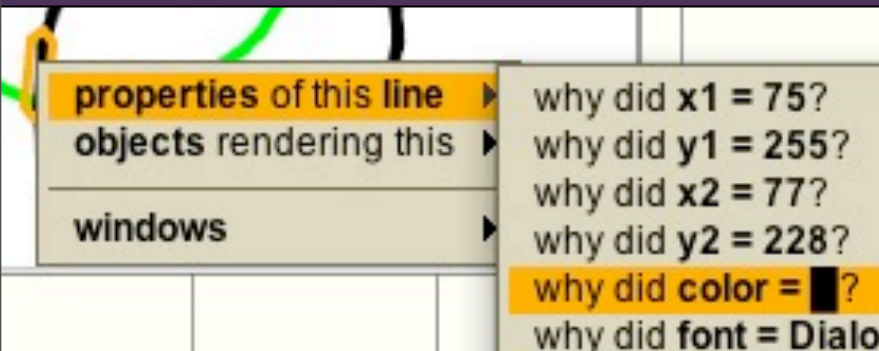 properties of this line
objects rendering this
windows
why did x1 = 75?
why did y1 = 255?
why did x2 = 77?
why did y2 = 228?
why did color = ?
why did font = Dialo